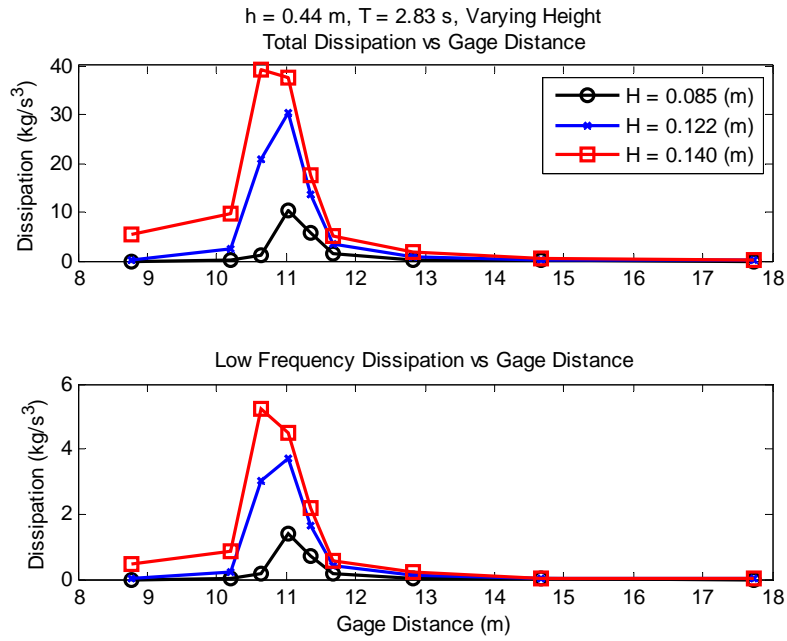 h = 0.44 m, T = 2.83 s, Varying Height
Total Dissipation vs Gage Distance
Dissipation (kg/s³)
40
30
20
10
0
8 9 10 11 12 13 14 15 16 17 18
H = 0.085 (m)
H = 0.122 (m)
H = 0.140 (m)
Low Frequency Dissipation vs Gage Distance
Dissipation (kg/s³)
6
4
2
0
8 9 10 11 12 13 14 15 16 17 18
Gage Distance (m)